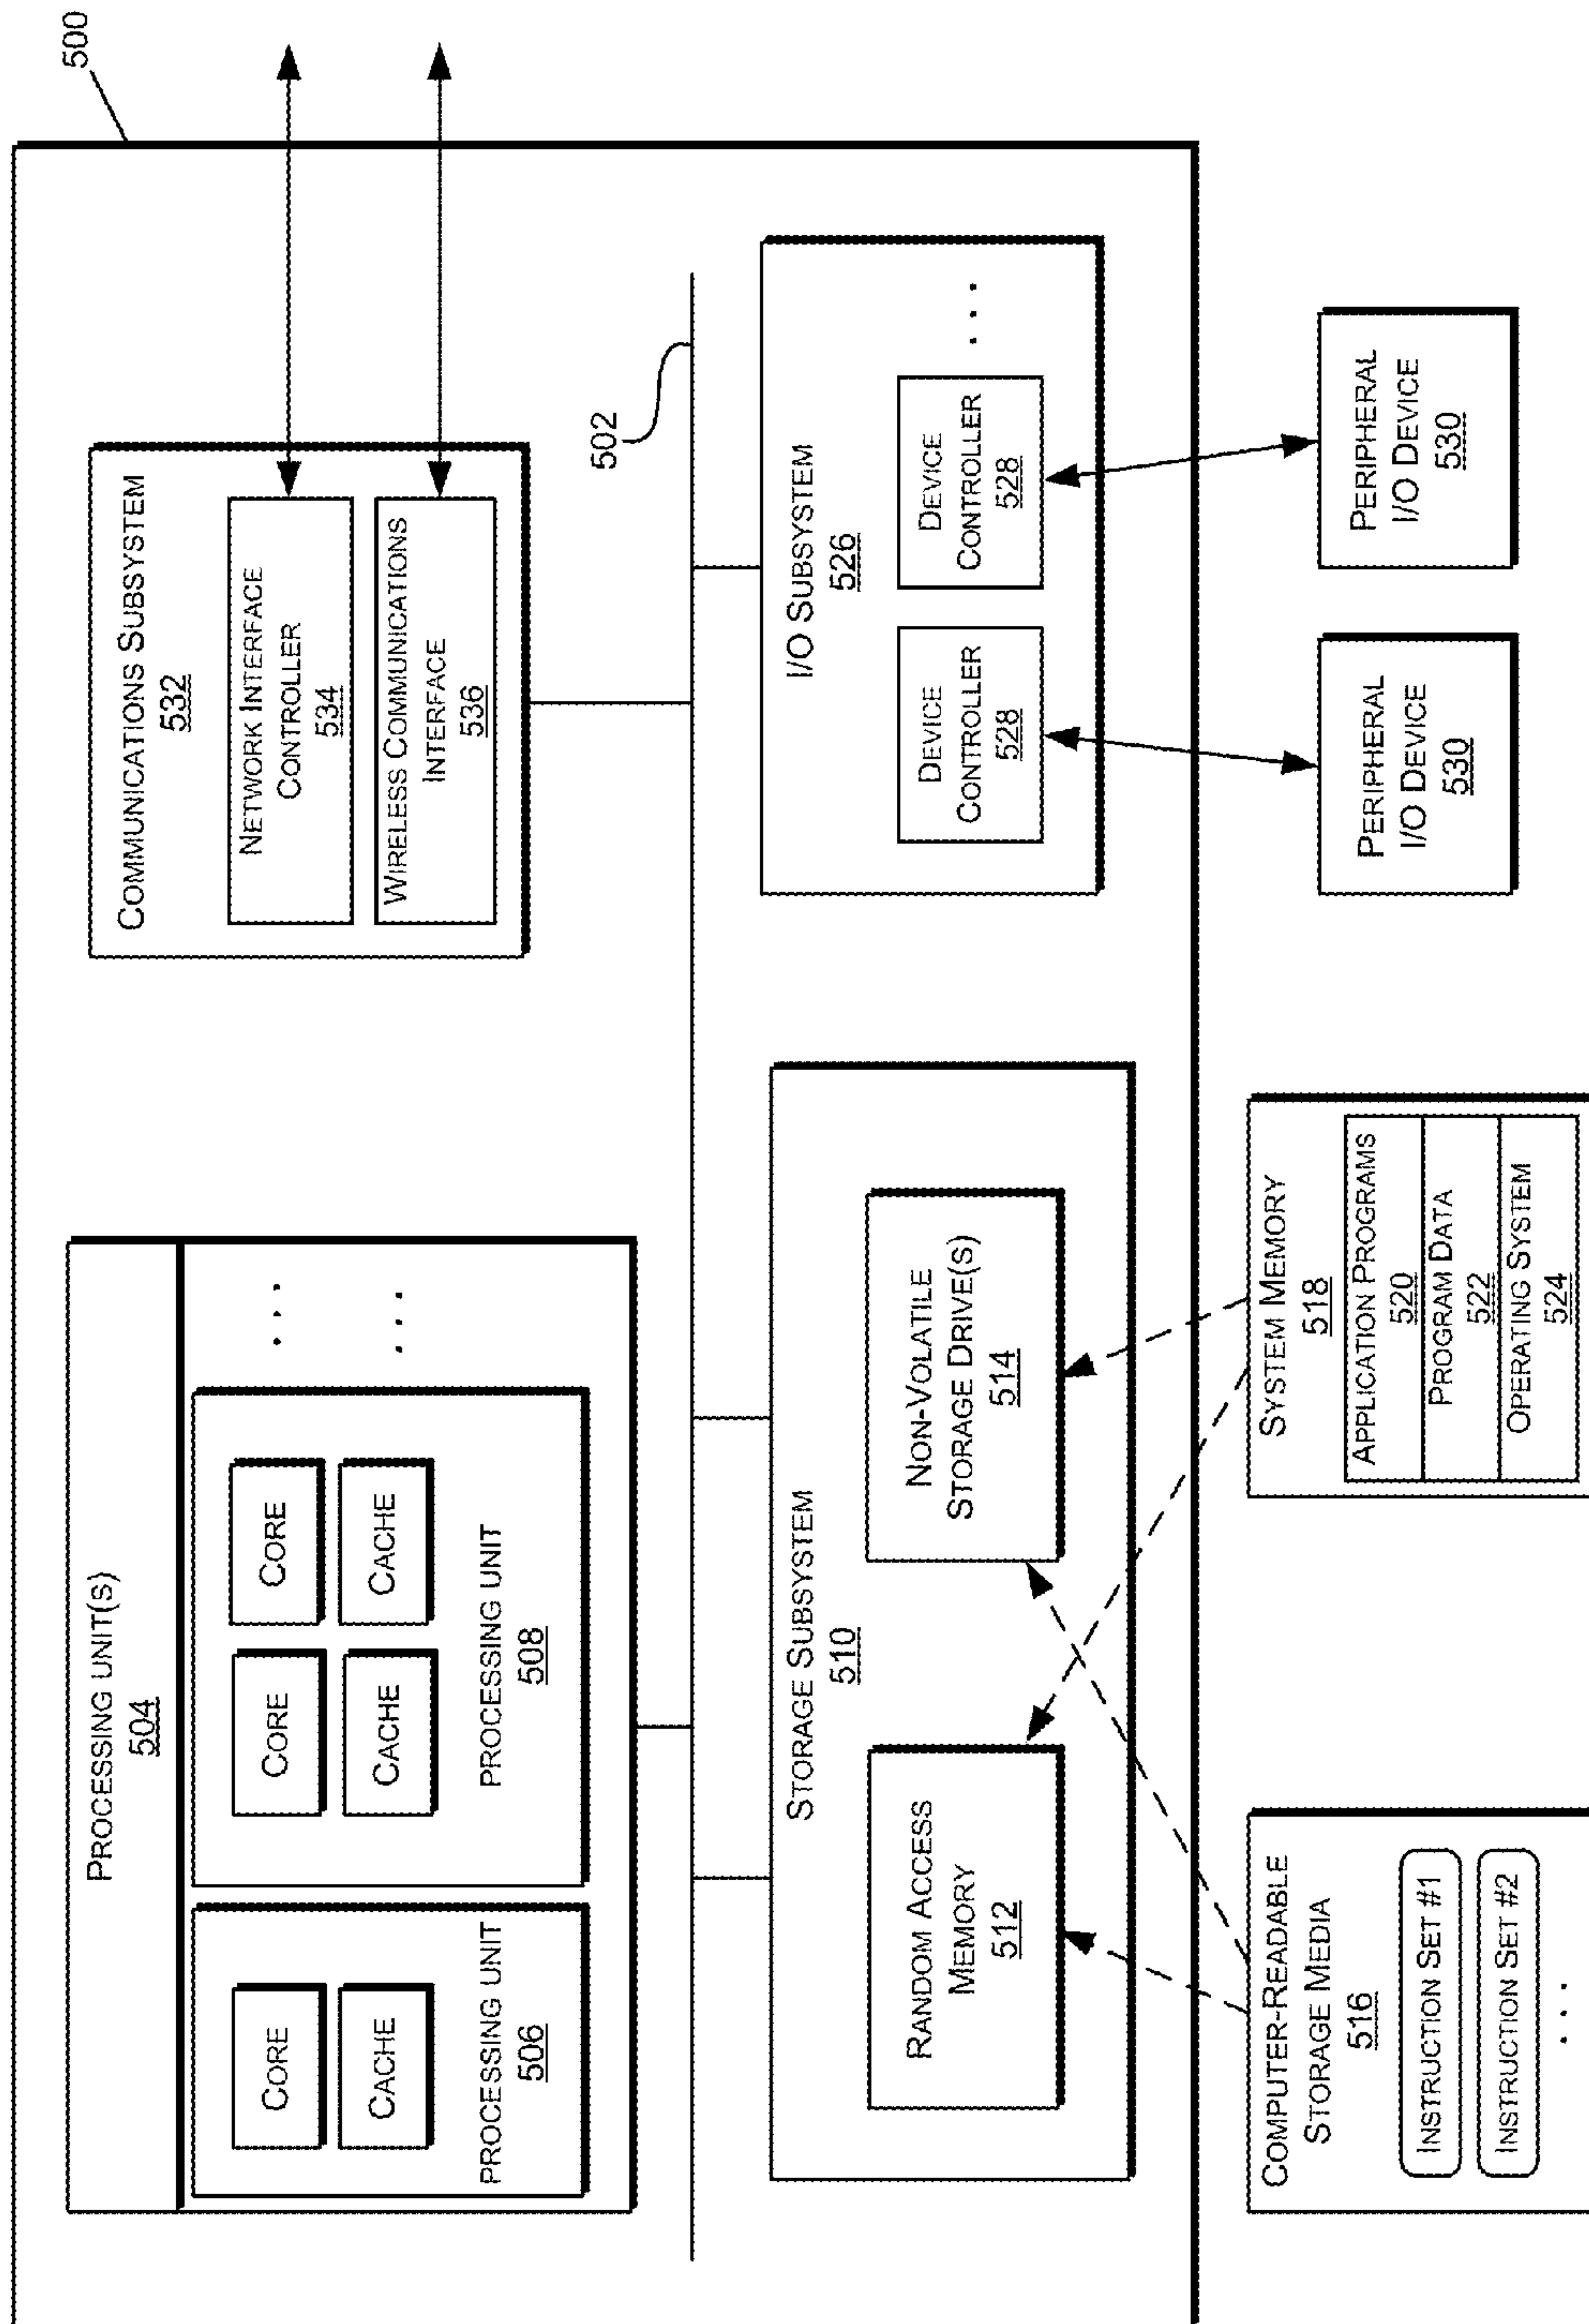 500
PROCESSING UNIT(S)
504
CORE
CACHE
PROCESSING UNIT
506
CORE
CORE
CACHE
CACHE
PROCESSING UNIT
508
. . .
. . .
COMMUNICATIONS SUBSYSTEM
532
NETWORK INTERFACE
CONTROLLER
534
WIRELESS COMMUNICATIONS
INTERFACE
536
502
STORAGE SUBSYSTEM
510
RANDOM ACCESS
MEMORY
512
NON-VOLATILE
STORAGE DRIVE(S)
514
I/O SUBSYSTEM
526
DEVICE
CONTROLLER
528
DEVICE
CONTROLLER
528
. . .
COMPUTER-READABLE
STORAGE MEDIA
516
INSTRUCTION SET #1
INSTRUCTION SET #2
. . .
SYSTEM MEMORY
518
APPLICATION PROGRAMS
520
PROGRAM DATA
522
OPERATING SYSTEM
524
PERIPHERAL
I/O DEVICE
530
PERIPHERAL
I/O DEVICE
530